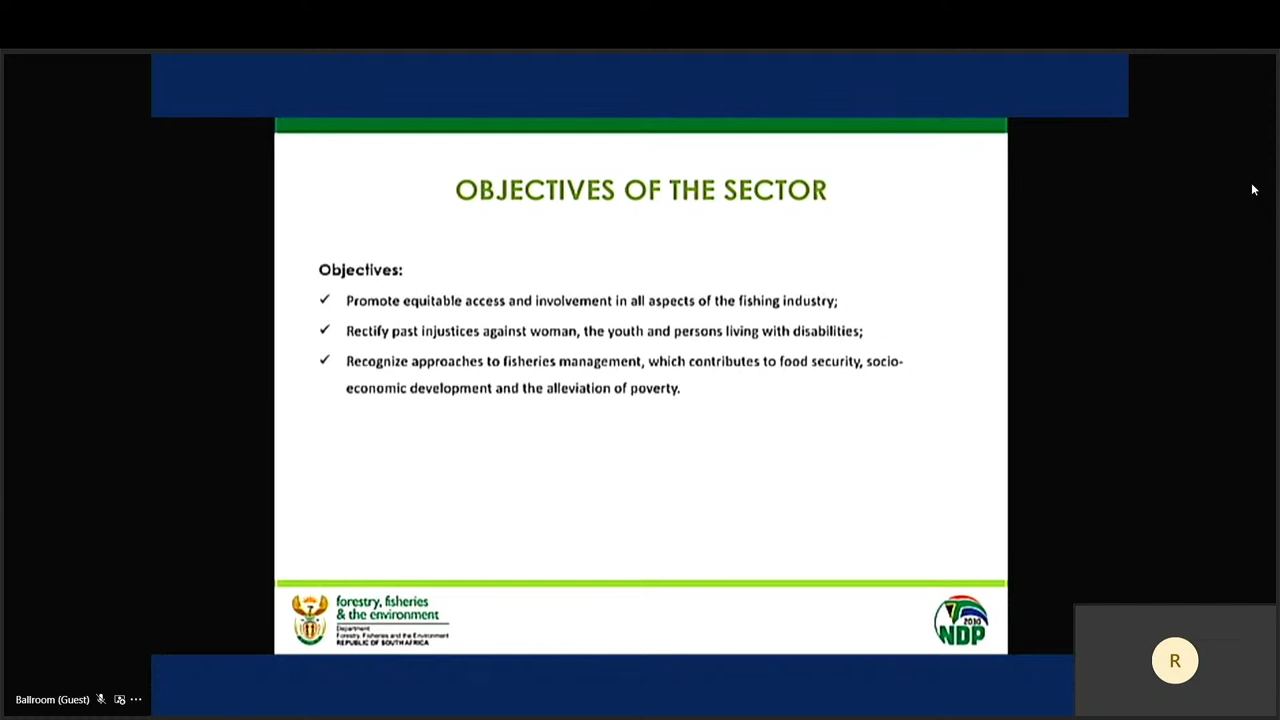 OBJECTIVES OF THE SECTOR
Objectives:
✓ Promote equitable access and involvement in all aspects of the fishing industry;
✓ Rectify past injustices against woman, the youth and persons living with disabilities;
✓ Recognize approaches to fisheries management, which contributes to food security, socio-
economic development and the alleviation of poverty.
forestry, fisheries
& the environment
Department:
Forestry, Fisheries and the Environment
REPUBLIC OF SOUTH AFRICA
2030
NDP
R
Ballroom (Guest)